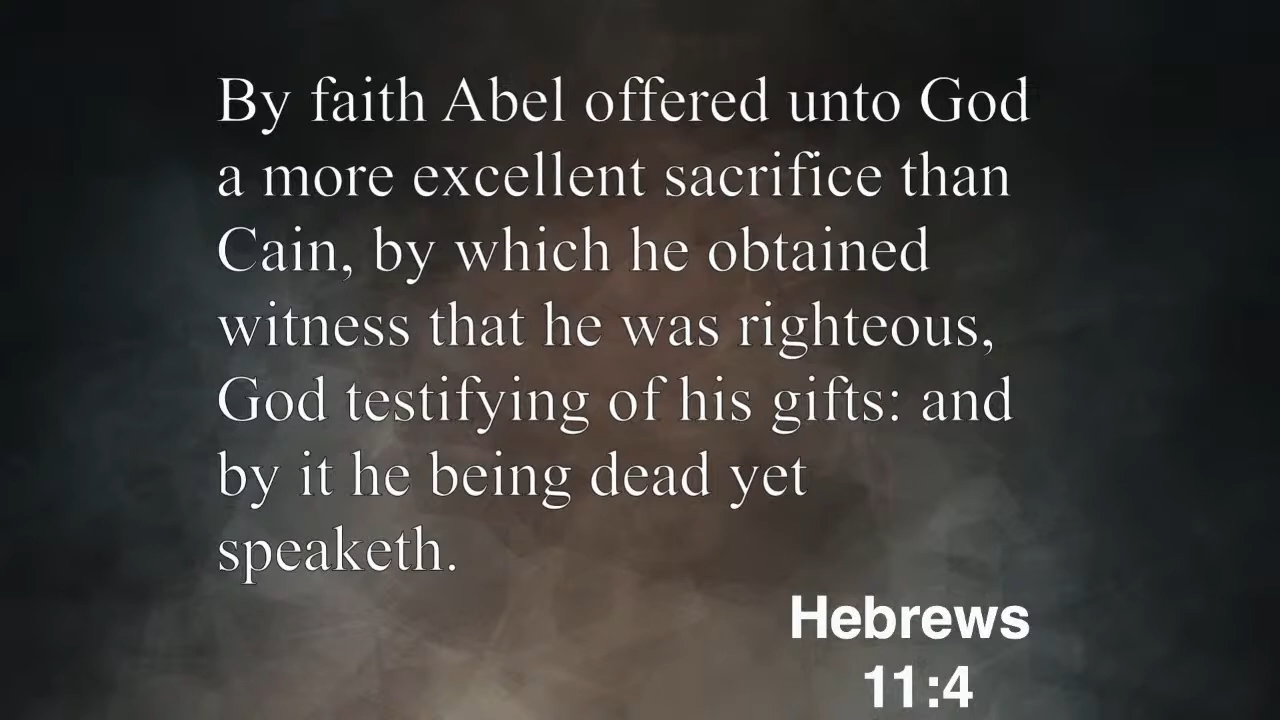 By faith Abel offered unto God
a more excellent sacrifice than
Cain, by which he obtained
witness that he was righteous,
God testifying of his gifts: and
by it he being dead yet
speaketh.
Hebrews
11:4